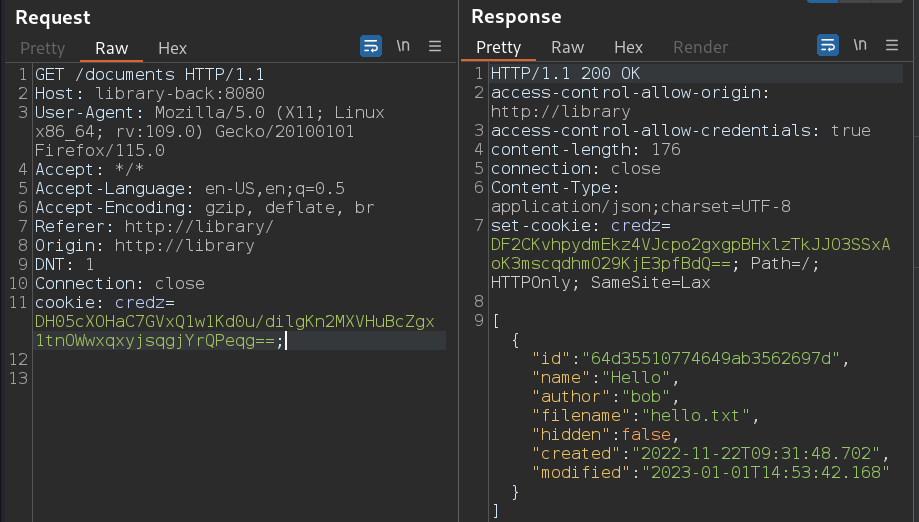 Request
Pretty Raw Hex
\n
1 GET /documents HTTP/1.1
2 Host: library-back:8080
3 User-Agent: Mozilla/5.0 (X11; Linux
x86_64; rv:109.0) Gecko/20100101
Firefox/115.0
4 Accept: */*
5 Accept-Language: en-US,en;q=0.5
6 Accept-Encoding: gzip, deflate, br
7 Referer: http://library/
8 Origin: http://library
9 DNT: 1
10 Connection: close
11 cookie: credz=
DH05cXOHaC7GVxQ1w1Kd0u/dilgKn2MXVHuBcZgx
1tnOWwxqxyjsqgjYrQPeqg==;
12
13
Response
Pretty Raw Hex Render
\n
1 HTTP/1.1 200 OK
2 access-control-allow-origin:
http://library
3 access-control-allow-credentials: true
4 content-length: 176
5 connection: close
6 Content-Type:
application/json;charset=UTF-8
7 set-cookie: credz=
DF2CKvhpydmEkz4VJcpo2gxgpBHxlzTkJJO3SSxA
oK3mscqdhmO29KjE3pfBdQ==; Path=/;
HTTPOnly; SameSite=Lax
8
9 [
{
"id":"64d35510774649ab3562697d",
"name":"Hello",
"author":"bob",
"filename":"hello.txt",
"hidden":false,
"created":"2022-11-22T09:31:48.702",
"modified":"2023-01-01T14:53:42.168"
}
]